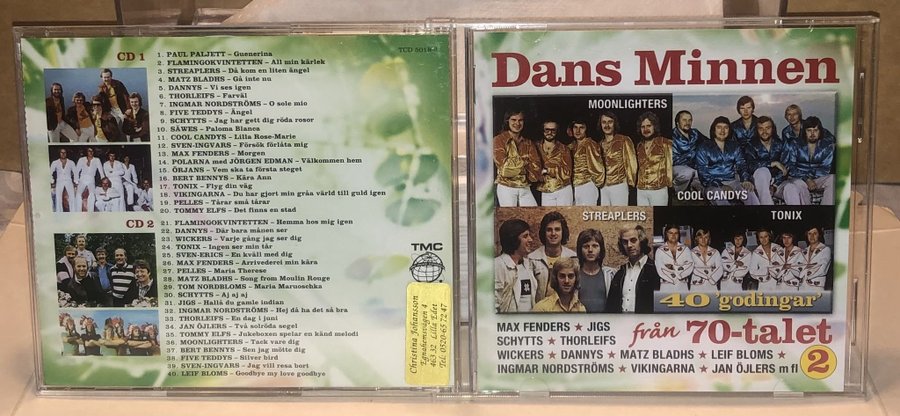 CD 1
1. PAUL PALJETT – Guenerina
2. FLAMINGOKVINTETTEN – All min kärlek
3. STREAPLERS – Då kom en liten ängel
4. MATZ BLADHS – Gå inte nu
5. DANNYS – Vi ses igen
6. THORLEIFS – Farväl
7. INGMAR NORDSTRÖMS – O sole mio
8. FIVE TEDDYS – Ängel
9. SCHYTTS – Jag har gett dig röda rosor
10. SÄWES – Paloma Blanca
11. COOL CANDYS – Lilla Rose-Marie
12. SVEN-INGVARS – Försök förlåta mig
13. MAX FENDERS – Morgen
14. POLARNA med JÖRGEN EDMAN – Välkommen hem
15. ÖRJANS – Vem ska ta första steget
16. BERT BENNYS – Kära Ann
17. TONIX – Flyg din väg
18. VIKINGARNA – Du har gjort min gråa värld till guld igen
19. PELLES – Tårar små tårar
20. TOMMY ELFS – Det finns en stad
CD 2
21. FLAMINGOKVINTETTEN – Hemma hos mig igen
22. DANNYS – Där bara månen ser
23. WICKERS – Varje gång jag ser dig
24. TONIX – Ingen ser min tår
25. SVEN-ERICS – En kväll med dig
26. MAX FENDERS – Arrivederci min kära
27. PELLES – Maria Therese
28. MATZ BLADHS – Song from Moulin Rouge
29. TOM NORDBLOMS – Maria Maruoschka
30. SCHYTTS – Aj aj aj
31. JIGS – Hallå du gamle indian
32. INGMAR NORDSTRÖMS – Hej då ha det så bra
33. THORLEIFS – En dag i juni
34. JAN ÖJLERS – Två solröda segel
35. TOMMY ELFS – Jukeboxen spelar en känd melodi
36. MOONLIGHTERS – Tack vare dig
37. BERT BENNYS – Sen jag mötte dig
38. FIVE TEDDYS – Silver bird
39. SVEN-INGVARS – Jag vill resa bort
40. LEIF BLOMS – Goodbye my love goodbye
TMC
Christina Johansson
463 32 Lilla Edet
Tel. 0520-65 72 47
Dans Minnen
MOONLIGHTERS
COOL CANDYS
STREAPLERS
TONIX
40 'godingar'
från 70-talet
2
MAX FENDERS ★ JIGS
SCHYTTS ★ THORLEIFS
WICKERS ★ DANNYS ★ MATZ BLADHS ★ LEIF BLOMS ★
INGMAR NORDSTRÖMS ★ VIKINGARNA ★ JAN ÖJLERS m fl